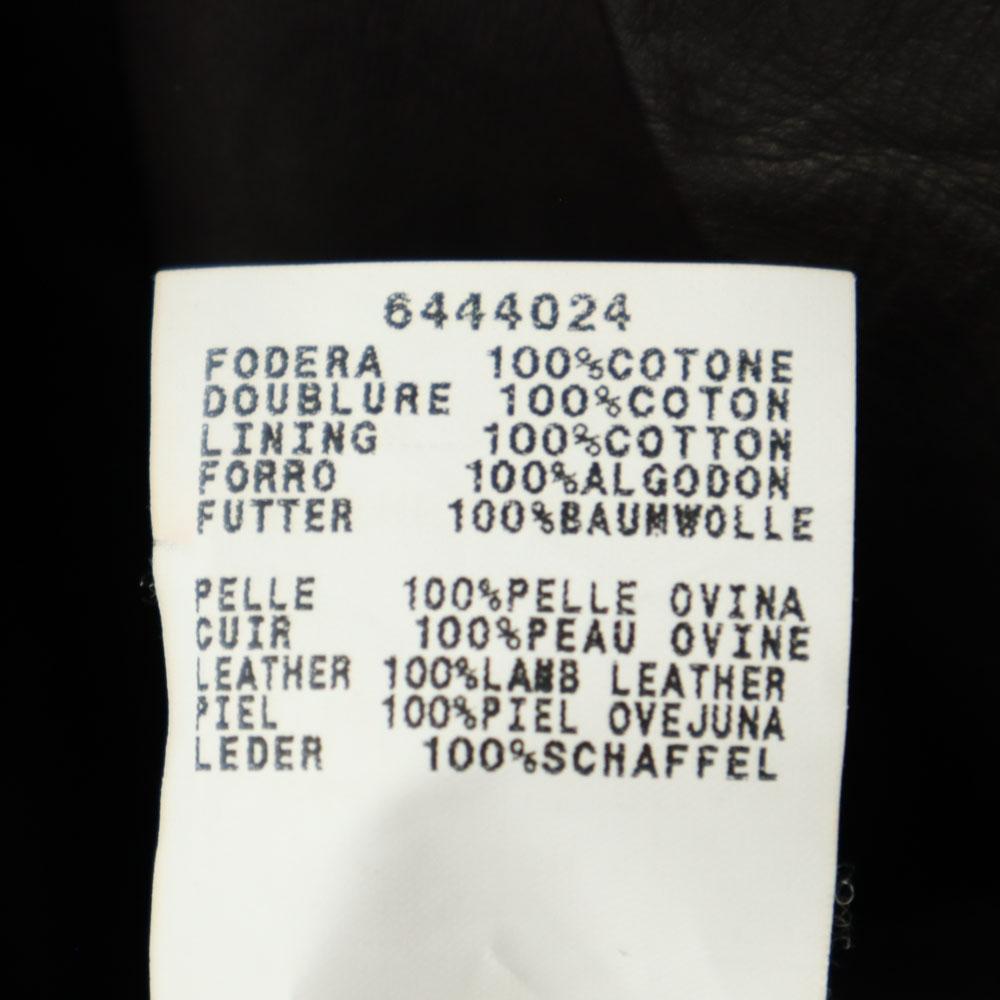 6444024
FODERA 100%COTONE
DOUBLURE 100%COTON
LINING 100%COTTON
FORRO 100%ALGODON
FUTTER 100%BAUMWOLLE
PELLE 100%PELLE OVINA
CUIR 100%PEAU OVINE
LEATHER 100%LAMB LEATHER
PIEL 100%PIEL OVEJUNA
LEDER 100%SCHAFFEL